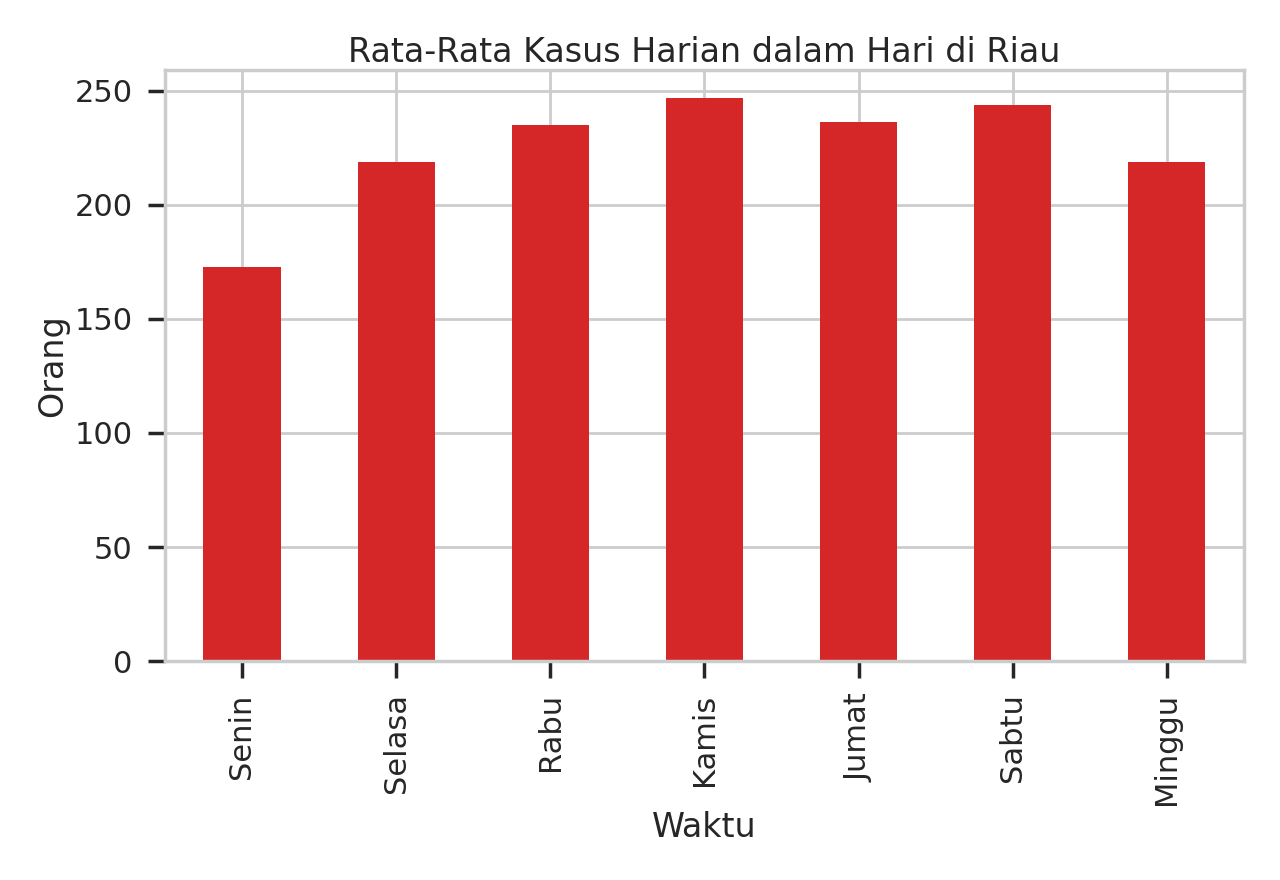 Rata-Rata Kasus Harian dalam Hari di Riau
250
200
150
100
50
0
Orang
Senin
Selasa
Rabu
Kamis
Jumat
Sabtu
Minggu
Waktu